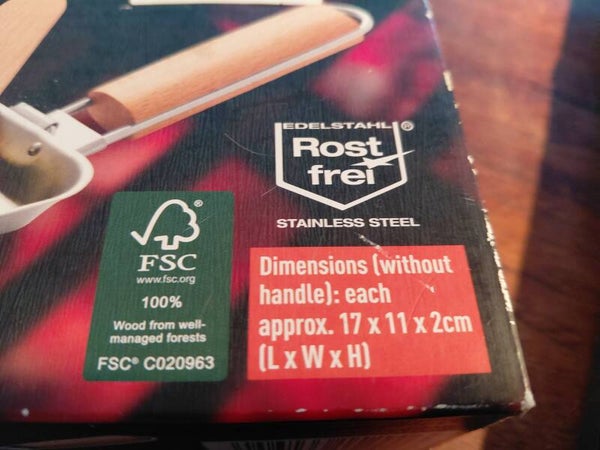 EDELSTAHL®
Rost
frei
STAINLESS STEEL
®
FSC
www.fsc.org
100%
Wood from well-
managed forests
FSC® C020963
Dimensions (without
handle): each
approx. 17 x 11 x 2cm
(L x W x H)